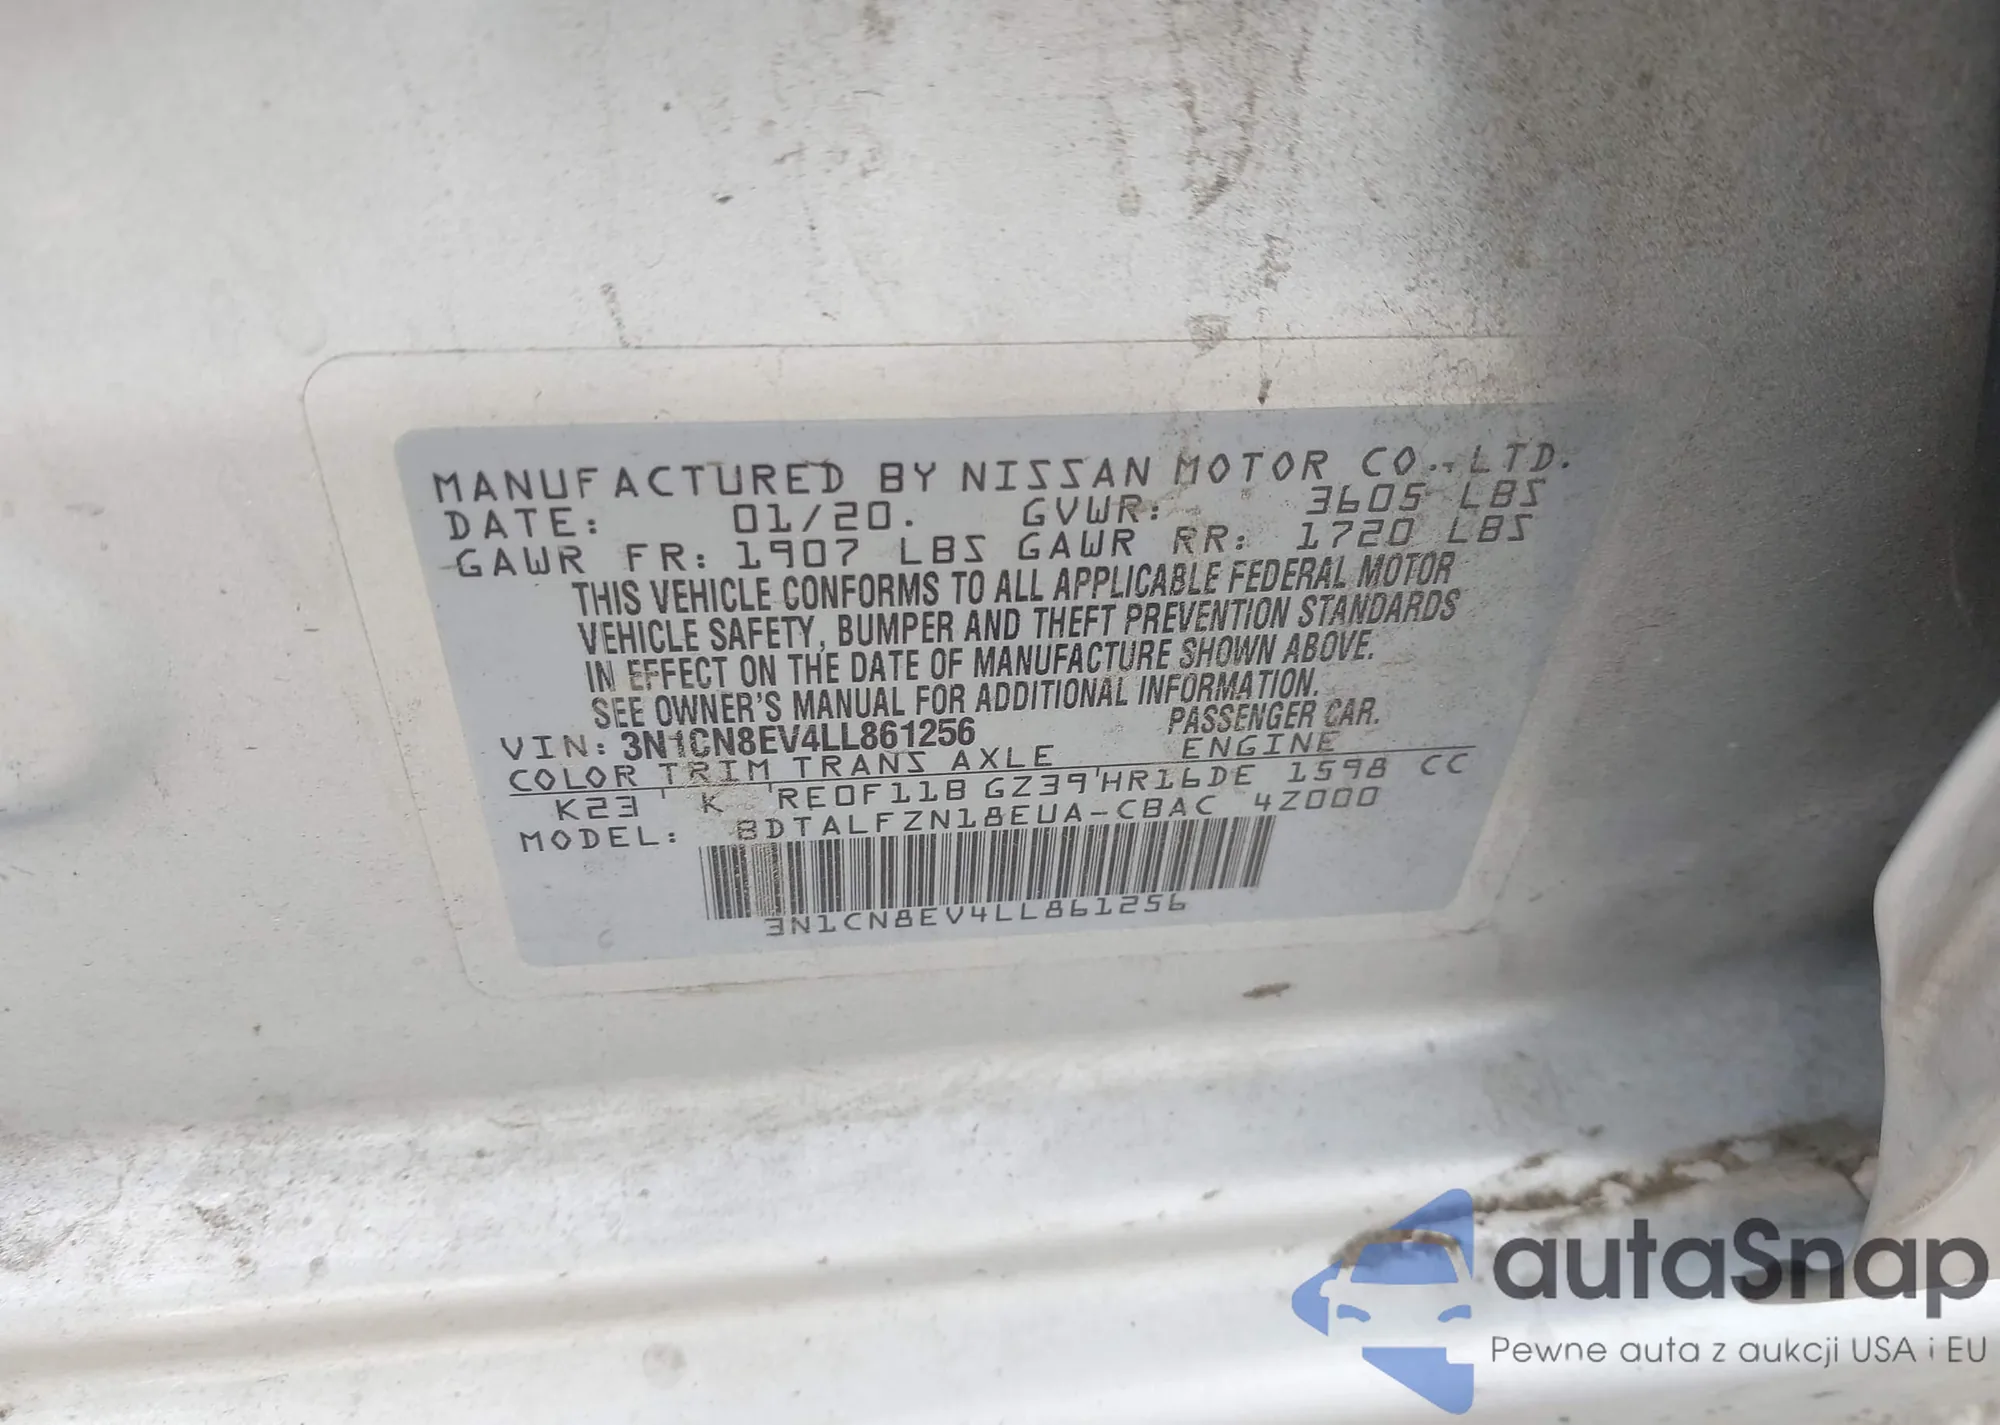 MANUFACTURED BY NISSAN MOTOR CO., LTD.
DATE: 01/20. GVWR: 3605 LBS
GAWR FR: 1907 LBS GAWR RR: 1720 LBS
THIS VEHICLE CONFORMS TO ALL APPLICABLE FEDERAL MOTOR
VEHICLE SAFETY, BUMPER AND THEFT PREVENTION STANDARDS
IN EFFECT ON THE DATE OF MANUFACTURE SHOWN ABOVE.
SEE OWNER'S MANUAL FOR ADDITIONAL INFORMATION.
VIN: 3N1CN8EV4LL861256 PASSENGER CAR.
COLOR TRIM TRANS AXLE ENGINE
K23 K RE0F11B GZ39 HR16DE 1598 CC
MODEL: BDTALFZN18EUA-CBAC 4Z000
3N1CN8EV4LL861256
autaSnap
Pewne auta z aukcji USA i EU